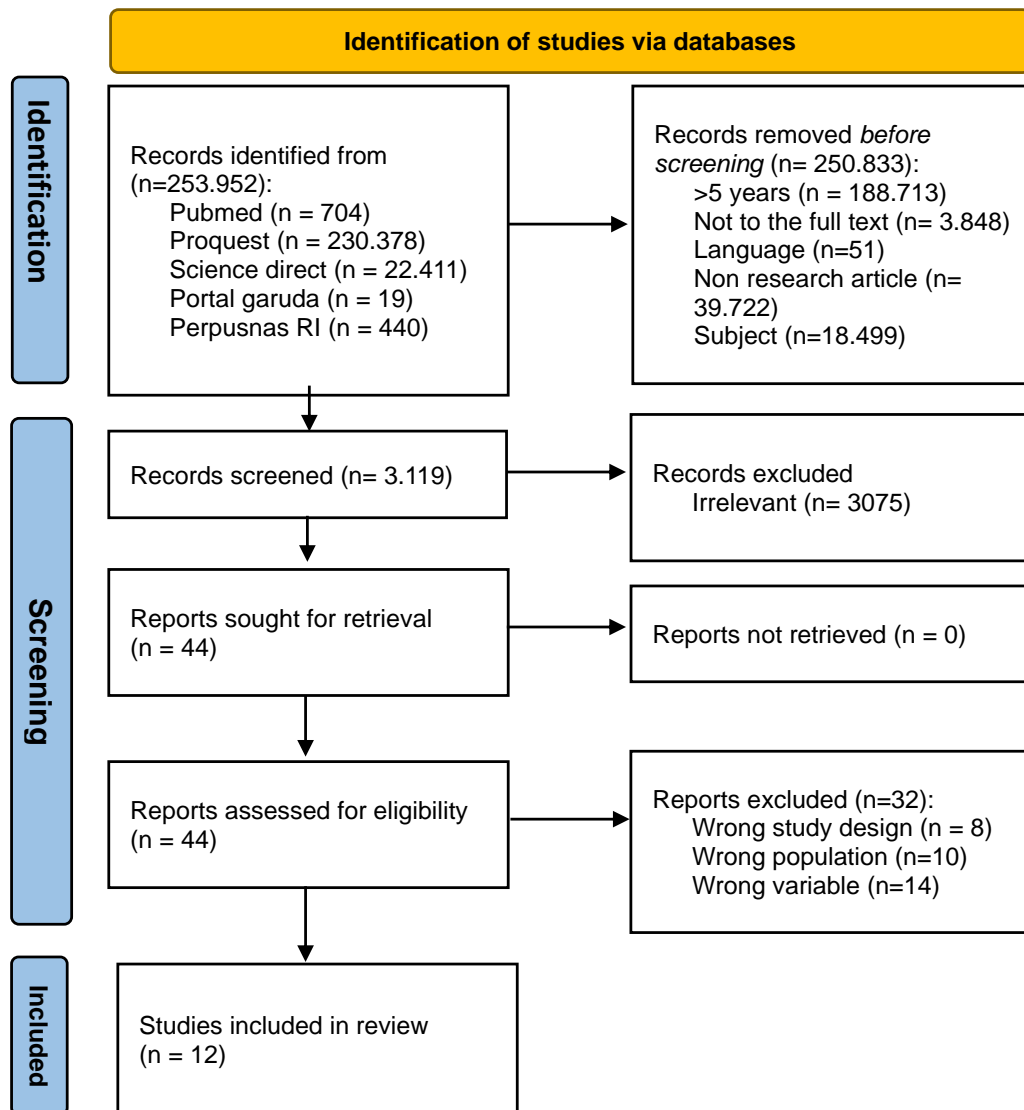 Identification of studies via databases
Identification
Records identified from
(n=253.952):
Pubmed (n = 704)
Proquest (n = 230.378)
Science direct (n = 22.411)
Portal garuda (n = 19)
Perpusnas RI (n = 440)
Records removed before
screening (n= 250.833):
>5 years (n = 188.713)
Not to the full text (n= 3.848)
Language (n=51)
Non research article (n=
39.722)
Subject (n=18.499)
Screening
Records screened (n= 3.119)
Records excluded
Irrelevant (n= 3075)
Reports sought for retrieval
(n = 44)
Reports not retrieved (n = 0)
Reports assessed for eligibility
(n = 44)
Reports excluded (n=32):
Wrong study design (n = 8)
Wrong population (n=10)
Wrong variable (n=14)
Included
Studies included in review
(n = 12)